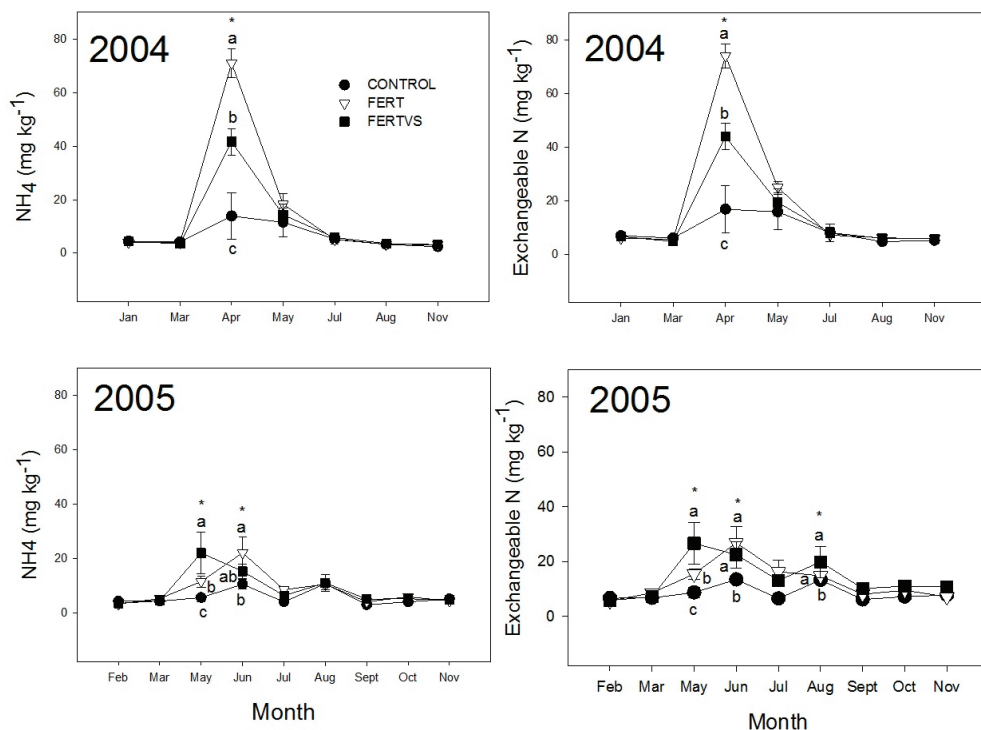 2004
NH4 (mg kg-1)
80
60
40
20
0
*
a
b
c
CONTROL
FERT
FERTVS
Jan Mar Apr May Jul Aug Nov
2004
Exchangeable N (mg kg-1)
80
60
40
20
0
*
a
b
c
Jan Mar Apr May Jul Aug Nov
2005
NH4 (mg kg-1)
80
60
40
20
0
* *
a a
b ab
c b
Feb Mar May Jun Jul Aug Sept Oct Nov
Month
2005
Exchangeable N (mg kg-1)
80
60
40
20
0
* * *
a a a
b a a
c b b
Feb Mar May Jun Jul Aug Sept Oct Nov
Month